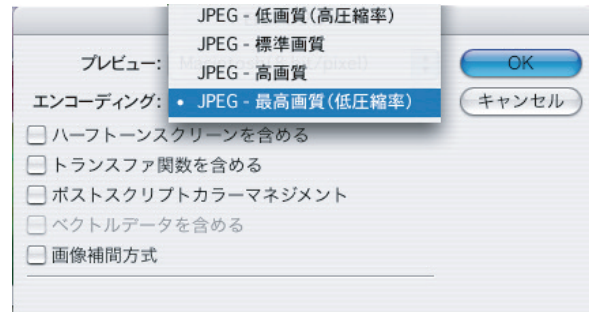 JPEG - 低画質(高圧縮率)
JPEG - 標準画質
プレビュー:
JPEG - 高画質
OK
エンコーディング: • JPEG - 最高画質(低圧縮率)
キャンセル
ハーフトーンスクリーンを含める
トランスファ関数を含める
ポストスクリプトカラーマネジメント
ベクトルデータを含める
画像補間方式